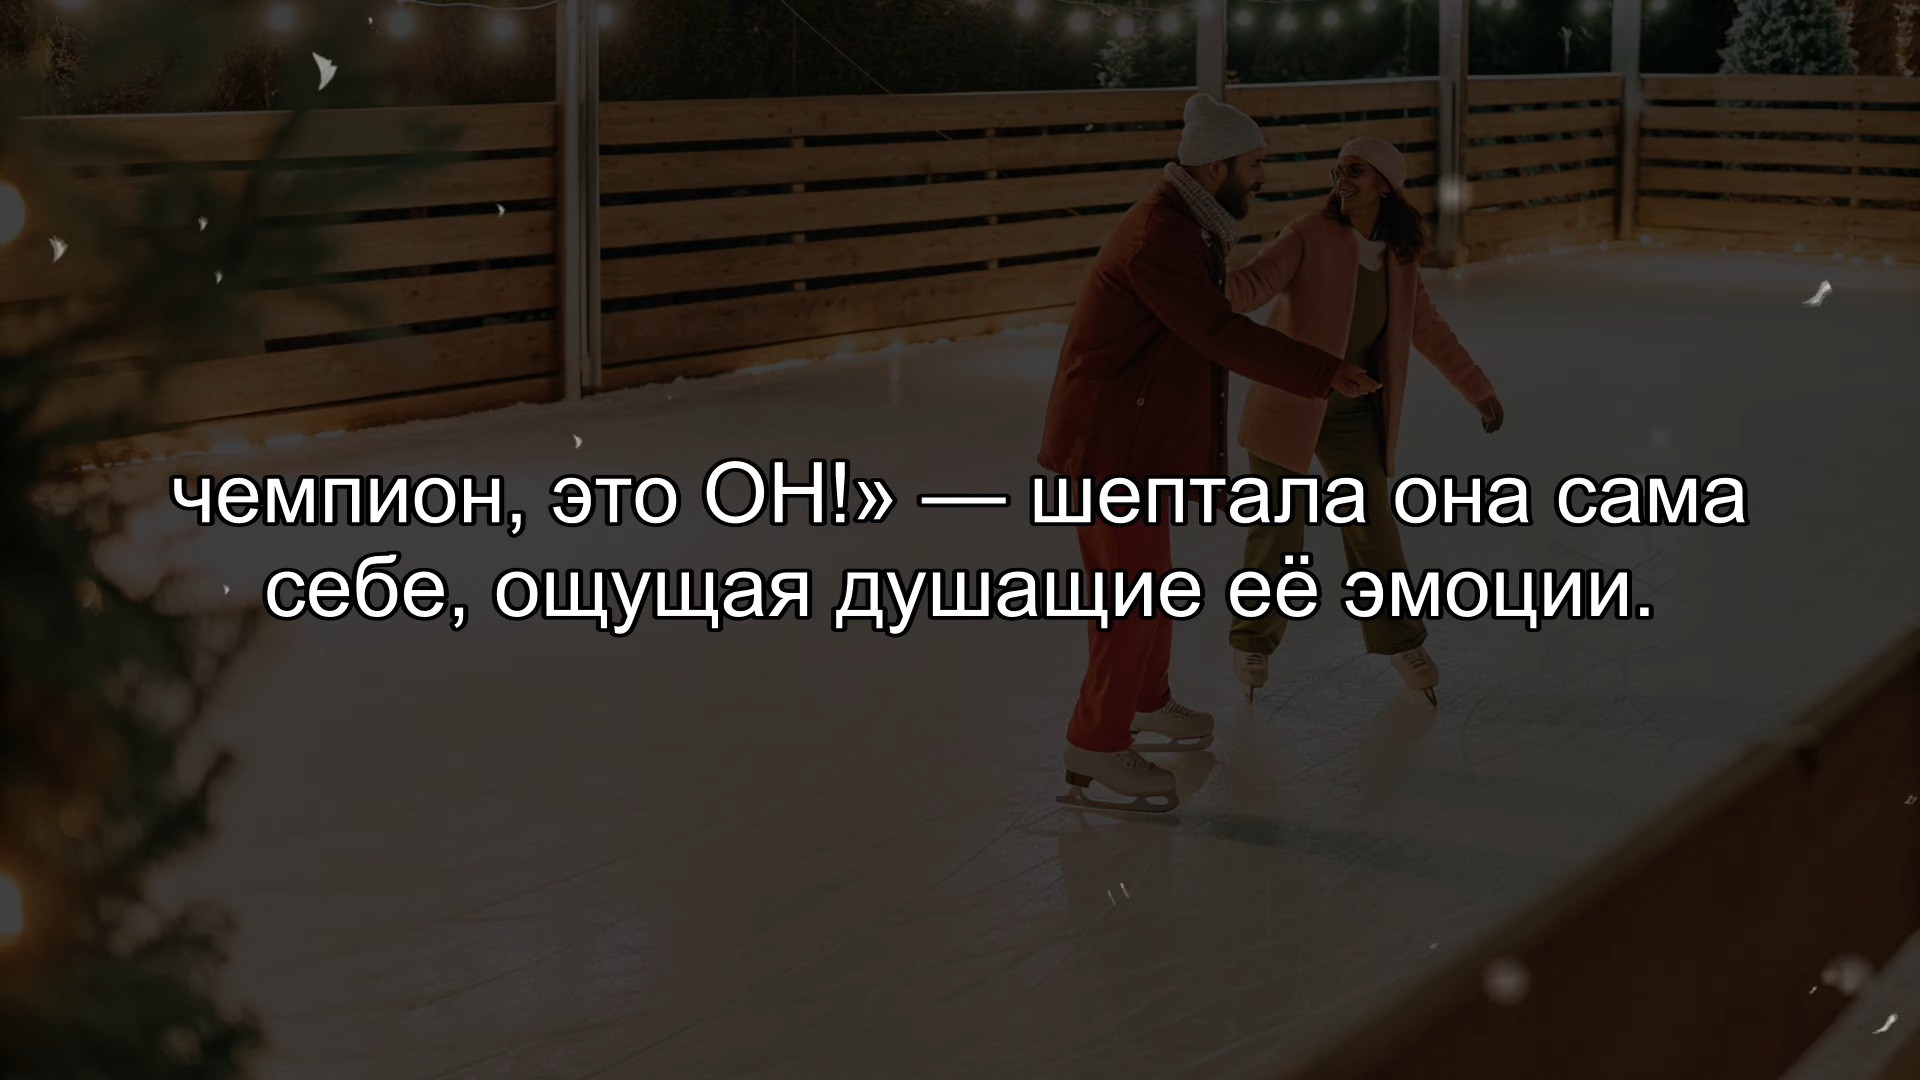 чемпион, это ОН!» — шептала она сама
себе, ощущая душащие её эмоции.